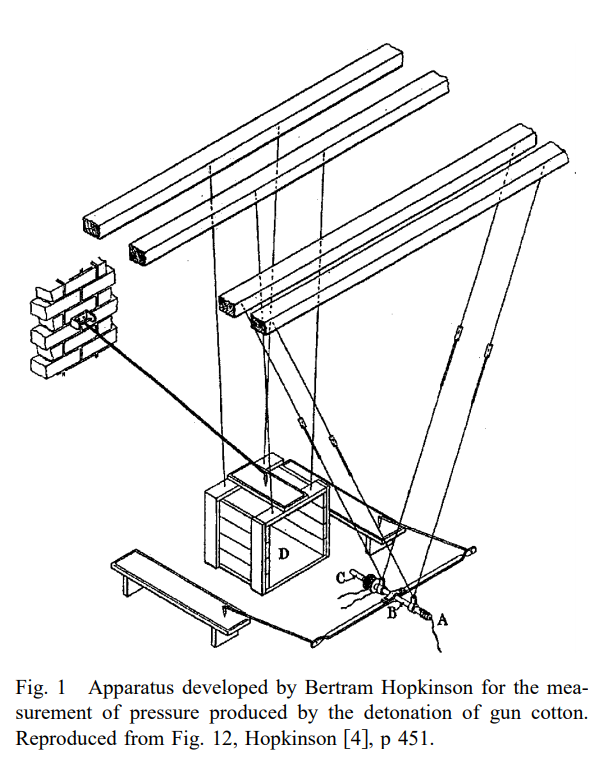 D
C
B
A
Fig. 1 Apparatus developed by Bertram Hopkinson for the mea-
surement of pressure produced by the detonation of gun cotton.
Reproduced from Fig. 12, Hopkinson [4], p 451.